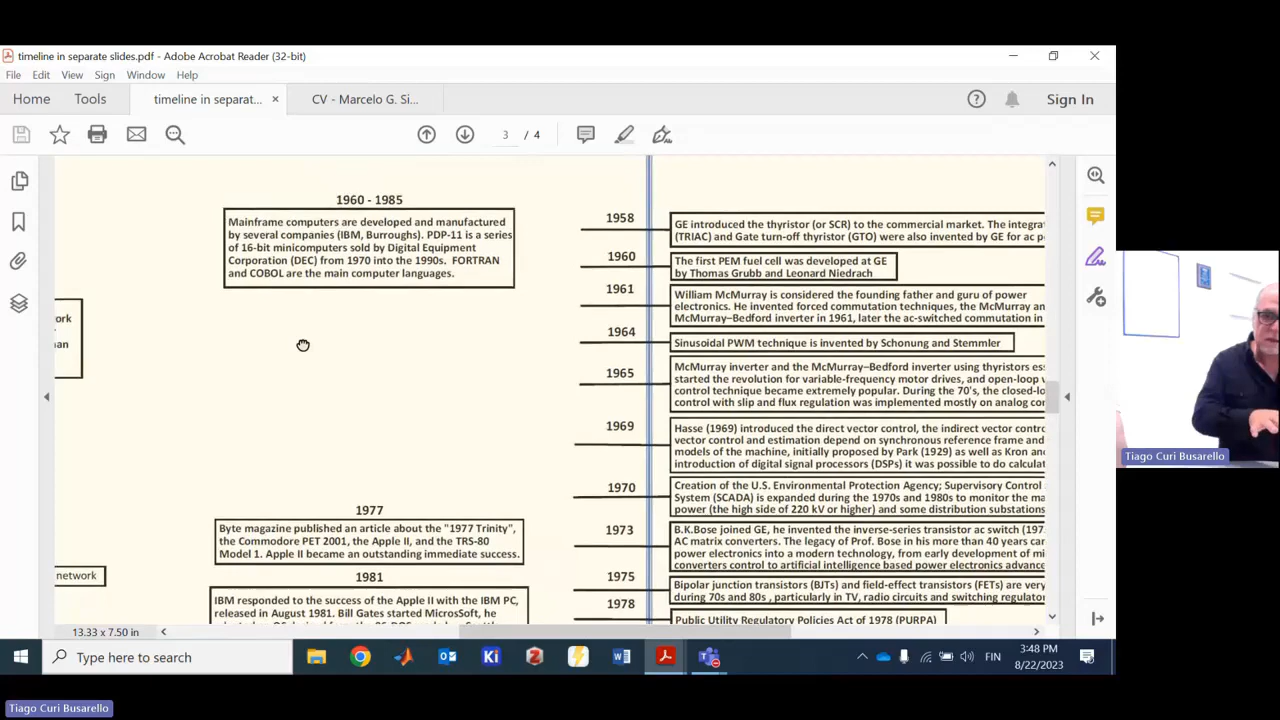 timeline in separate slides.pdf - Adobe Acrobat Reader (32-bit)
File Edit View Sign Window Help
Home Tools timeline in separat... × CV - Marcelo G. Si... Sign In
3 / 4
1960 - 1985
Mainframe computers are developed and manufactured
by several companies (IBM, Burroughs). PDP-11 is a series
of 16-bit minicomputers sold by Digital Equipment
Corporation (DEC) from 1970 into the 1990s. FORTRAN
and COBOL are the main computer languages.
1977
Byte magazine published an article about the "1977 Trinity",
the Commodore PET 2001, the Apple II, and the TRS-80
Model 1. Apple II became an outstanding immediate success.
network
1981
IBM responded to the success of the Apple II with the IBM PC,
released in August 1981. Bill Gates started MicroSoft, he
1958
GE introduced the thyristor (or SCR) to the commercial market. The integrat
(TRIAC) and Gate turn-off thyristor (GTO) were also invented by GE for ac p
1960
The first PEM fuel cell was developed at GE
by Thomas Grubb and Leonard Niedrach
1961
William McMurray is considered the founding father and guru of power
electronics. He invented forced commutation techniques, the McMurray an
McMurray–Bedford inverter in 1961, later the ac-switched commutation in
1964
Sinusoidal PWM technique is invented by Schonung and Stemmler
1965
McMurray inverter and the McMurray–Bedford inverter using thyristors ess
started the revolution for variable-frequency motor drives, and open-loop v
control technique became extremely popular. During the 70's, the closed-lo
control with slip and flux regulation was implemented mostly on analog co
1969
Hasse (1969) introduced the direct vector control, the indirect vector contr
vector control and estimation depend on synchronous reference frame and
models of the machine, initially proposed by Park (1929) as well as Kron an
introduction of digital signal processors (DSPs) it was possible to do calculat
1970
Creation of the U.S. Environmental Protection Agency; Supervisory Control
System (SCADA) is expanded during the 1970s and 1980s to monitor the ma
power (the high side of 220 kV or higher) and some distribution substations
1973
B.K.Bose joined GE, he invented the inverse-series transistor ac switch (197
AC matrix converters. The legacy of Prof. Bose in his more than 40 years
power electronics into a modern technology, from early development of mi
converters control to artificial intelligence based power electronics advance
1975
Bipolar junction transistors (BJTs) and field-effect transistors (FETs) are very
during 70s and 80s , particularly in TV, radio circuits and switching regulator
1978
Public Utility Regulatory Policies Act of 1978 (PURPA)
13.33 x 7.50 in
Type here to search
FIN
3:48 PM
8/22/2023
Tiago Curi Busarello
Tiago Curi Busarello